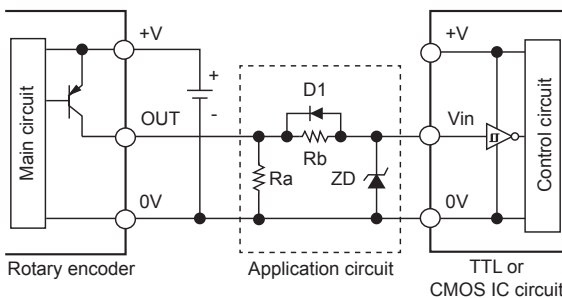 +V
+V
Main circuit
+
-
D1
Control circuit
OUT
Vin
Rb
Ra
ZD
0V
0V
Rotary encoder
Application circuit
TTL or
CMOS IC circuit